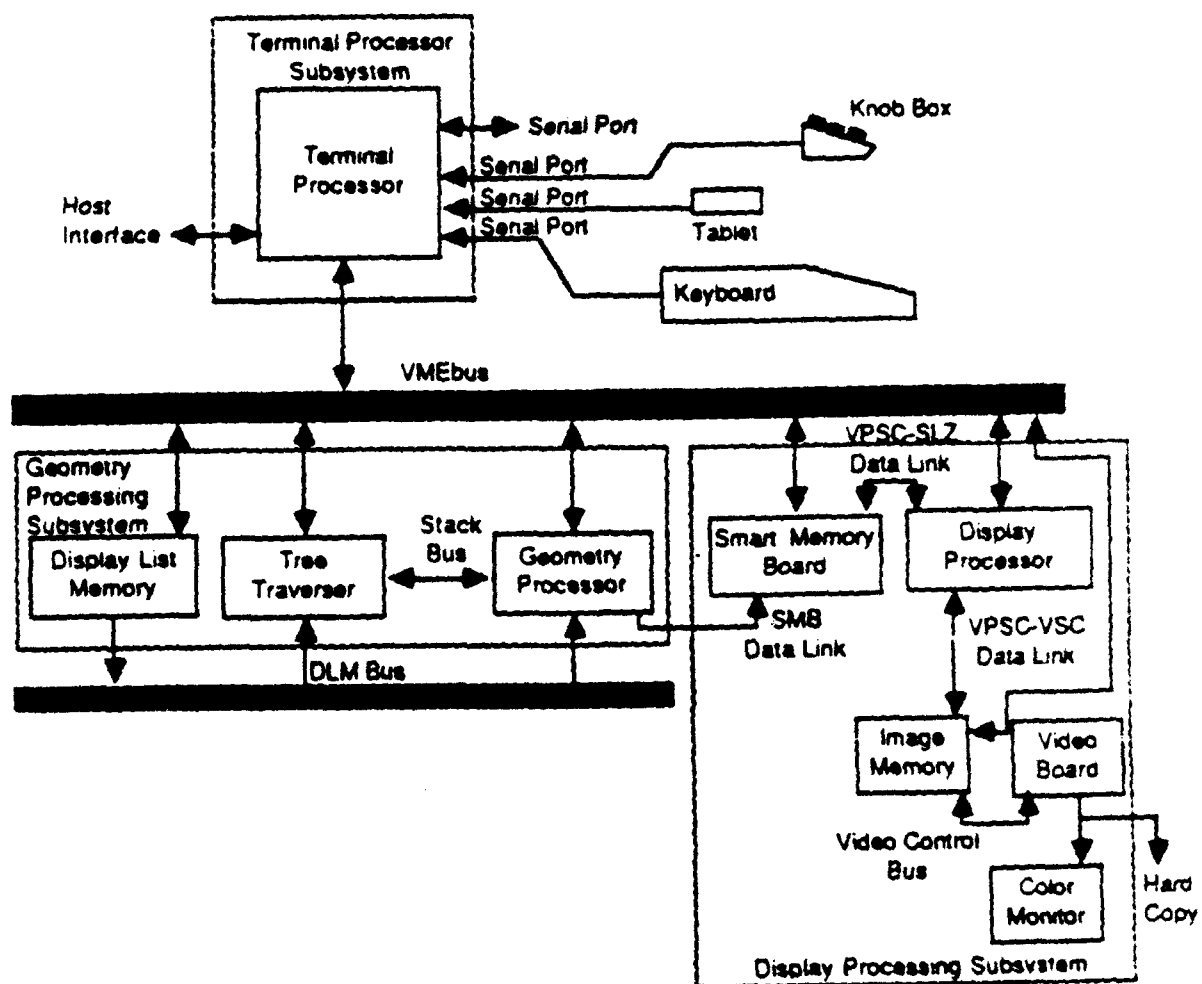 Terminal Processor
Subsystem
Terminal
Processor
Serial Port
Serial Port
Serial Port
Serial Port
Knob Box
Tablet
Keyboard
Host
Interface
VMEbus
Geometry
Processing
Subsystem
Display List
Memory
Tree
Traverser
Stack
Bus
Geometry
Processor
DLM Bus
VPSC-SLZ
Data Link
Smart Memory
Board
Display
Processor
SMB
Data Link
VPSC-VSC
Data Link
Image
Memory
Video
Board
Video Control
Bus
Color
Monitor
Hard
Copy
Display Processing Subsystem